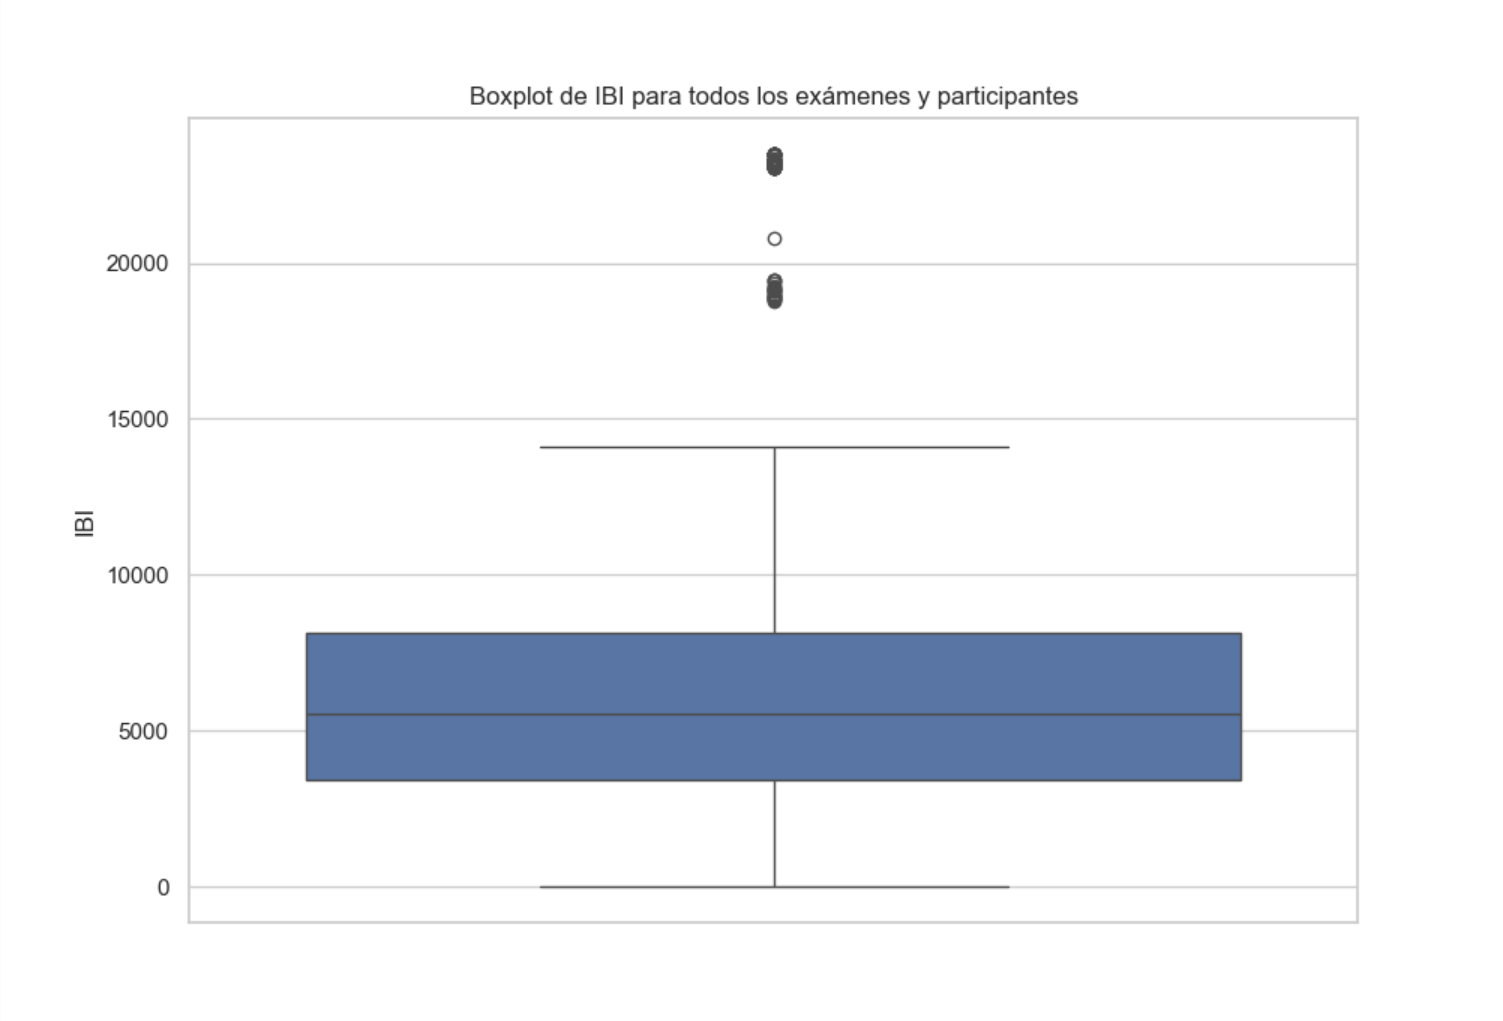 Boxplot de IBI para todos los exámenes y participantes
20000
15000
IBI
10000
5000
0